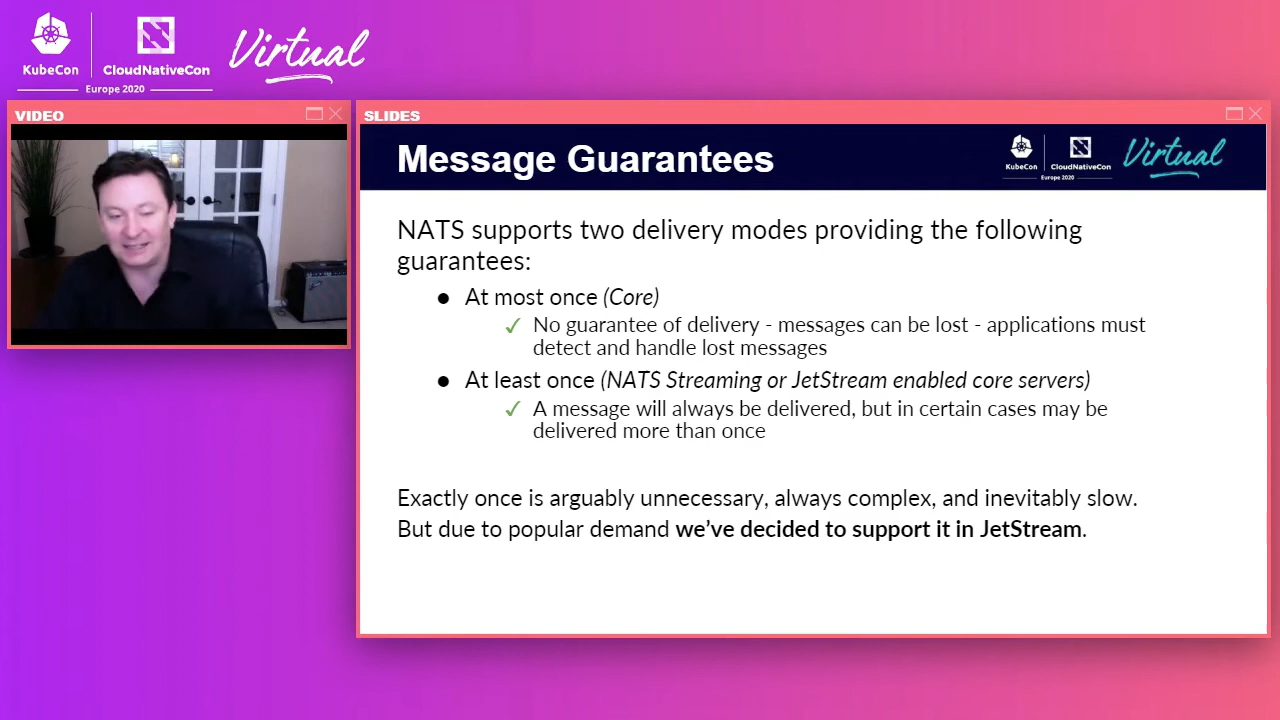 KubeCon
CloudNativeCon
Europe 2020
Virtual
VIDEO
SLIDES
Message Guarantees
KubeCon
CloudNativeCon
Europe 2020
Virtual
NATS supports two delivery modes providing the following
guarantees:
● At most once (Core)
✓ No guarantee of delivery - messages can be lost - applications must
detect and handle lost messages
● At least once (NATS Streaming or JetStream enabled core servers)
✓ A message will always be delivered, but in certain cases may be
delivered more than once
Exactly once is arguably unnecessary, always complex, and inevitably slow.
But due to popular demand we've decided to support it in JetStream.